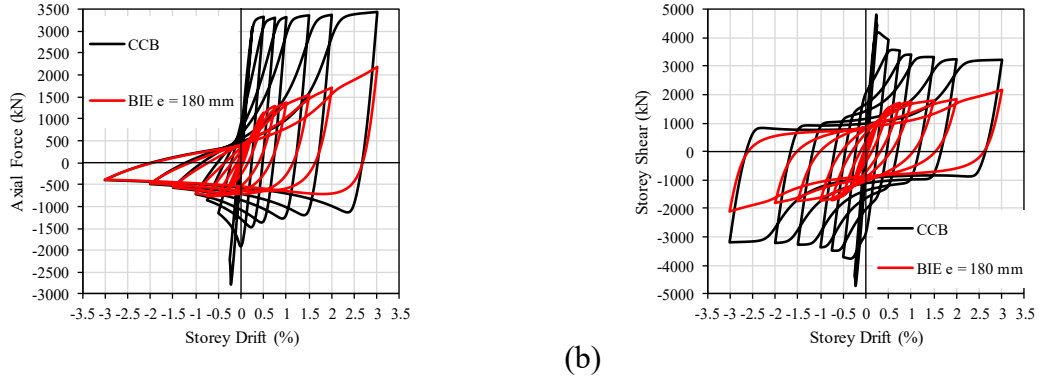 3500
3000
2500
2000
1500
1000
500
0
-500
-1000
-1500
-2000
-2500
-3000
Axial Force (kN)
CCB
BIE e = 180 mm
-3.5 -3 -2.5 -2 -1.5 -1 -0.5 0 0.5 1 1.5 2 2.5 3 3.5
Storey Drift (%)
(b)
5000
4000
3000
2000
1000
0
-1000
-2000
-3000
-4000
5000
Storey Shear (kN)
CCB
BIE e = 180 mm
-3.5 -3 -2.5 -2 -1.5 -1 -0.5 0 0.5 1 1.5 2 2.5 3 3.5
Storey Drift (%)